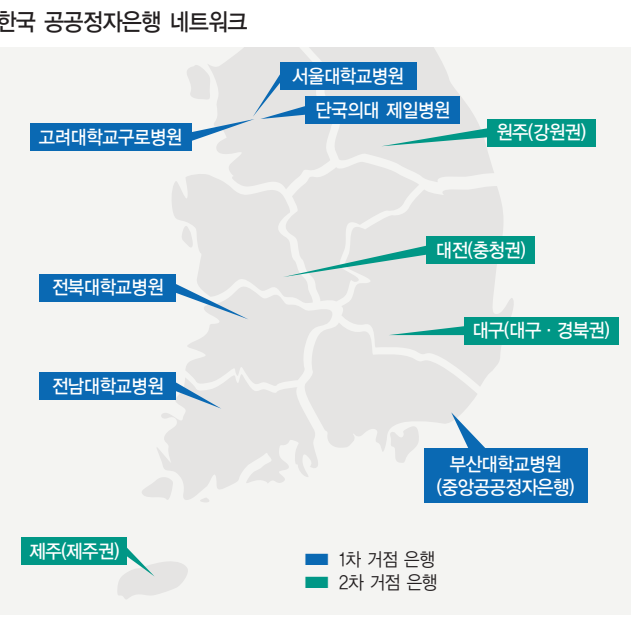 한국 공공정자은행 네트워크
서울대학교병원
단국의대 제일병원
고려대학교구로병원
원주(강원권)
대전(충청권)
전북대학교병원
대구(대구 · 경북권)
전남대학교병원
부산대학교병원
(중앙공공정자은행)
제주(제주권)
1차 거점 은행
2차 거점 은행